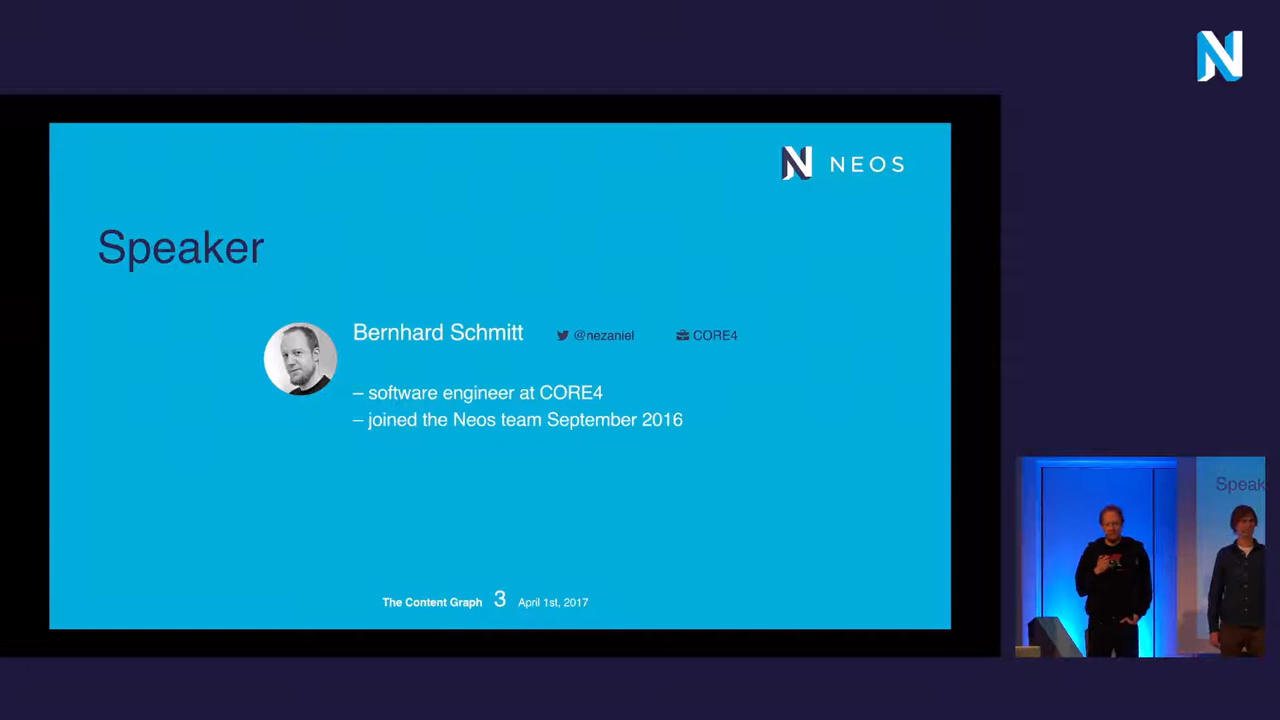 N NEOS
Speaker
Bernhard Schmitt @nezaniel CORE4
– software engineer at CORE4
– joined the Neos team September 2016
The Content Graph 3 April 1st, 2017
Speak